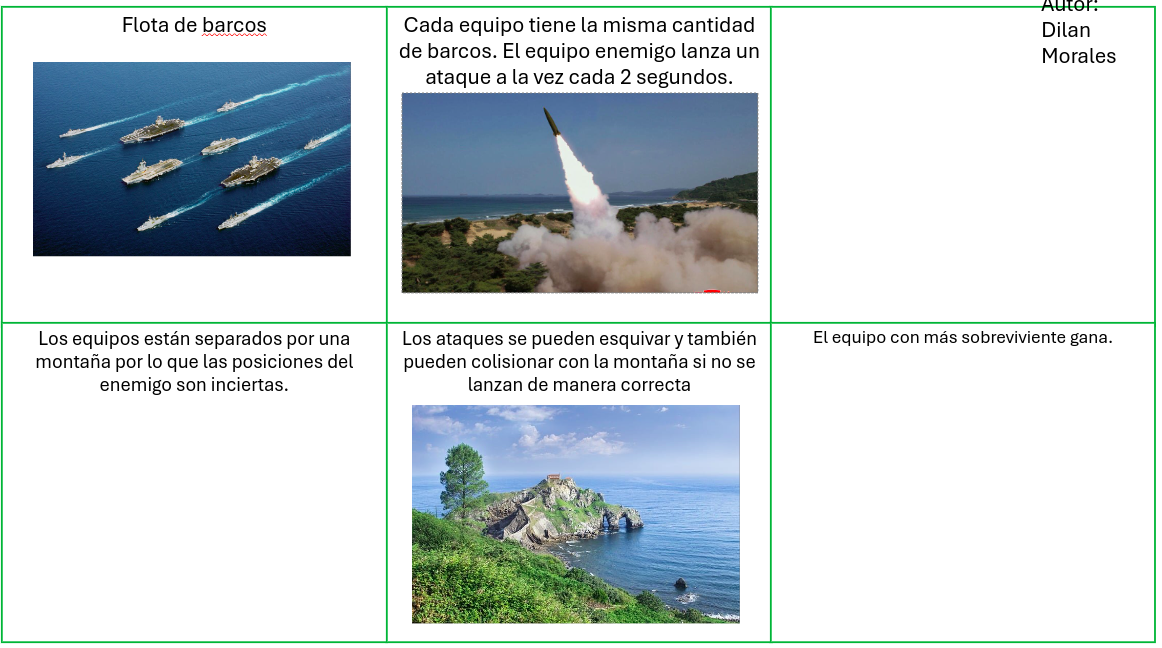 Flota de barcos
Cada equipo tiene la misma cantidad
de barcos. El equipo enemigo lanza un
ataque a la vez cada 2 segundos.
Autor:
Dilan
Morales
Los equipos están separados por una
montaña por lo que las posiciones del
enemigo son inciertas.
Los ataques se pueden esquivar y también
pueden colisionar con la montaña si no se
lanzan de manera correcta
El equipo con más sobreviviente gana.